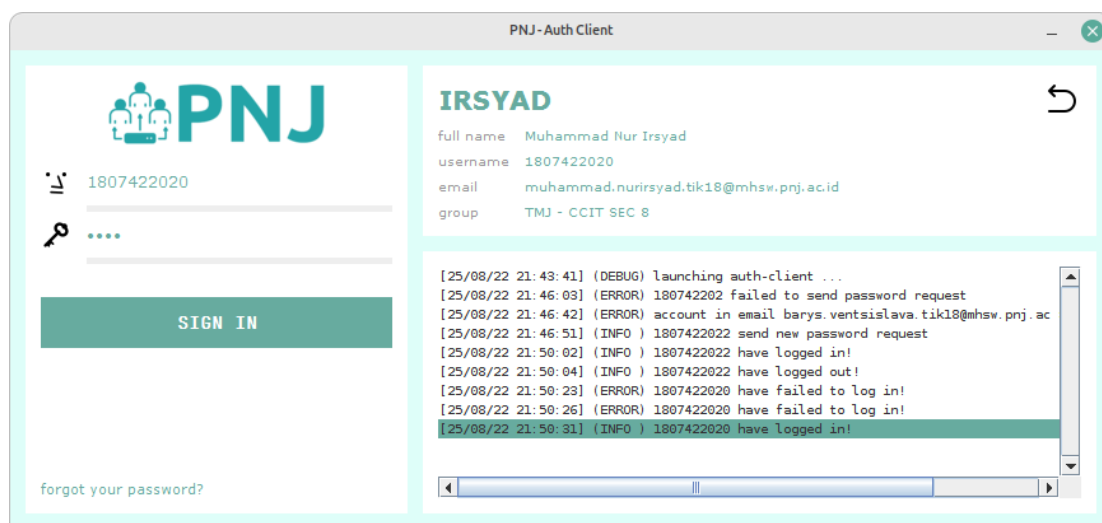 PNJ-Auth Client
PNJ
1807422020
••••
SIGN IN
forgot your password?
IRSYAD
full name Muhammad Nur Irsyad
username 1807422020
email muhammad.nurirsyad.tik18@mhsw.pnj.ac.id
group TMJ - CCIT SEC 8
[25/08/22 21:43:41] (DEBUG) launching auth-client ...
[25/08/22 21:46:03] (ERROR) 180742202 failed to send password request
[25/08/22 21:46:42] (ERROR) account in email barys.ventsislava.tik18@mhsw.pnj.ac
[25/08/22 21:46:51] (INFO ) 1807422022 send new password request
[25/08/22 21:50:02] (INFO ) 1807422022 have logged in!
[25/08/22 21:50:04] (INFO ) 1807422022 have logged out!
[25/08/22 21:50:23] (ERROR) 1807422020 have failed to log in!
[25/08/22 21:50:26] (ERROR) 1807422020 have failed to log in!
[25/08/22 21:50:31] (INFO ) 1807422020 have logged in!